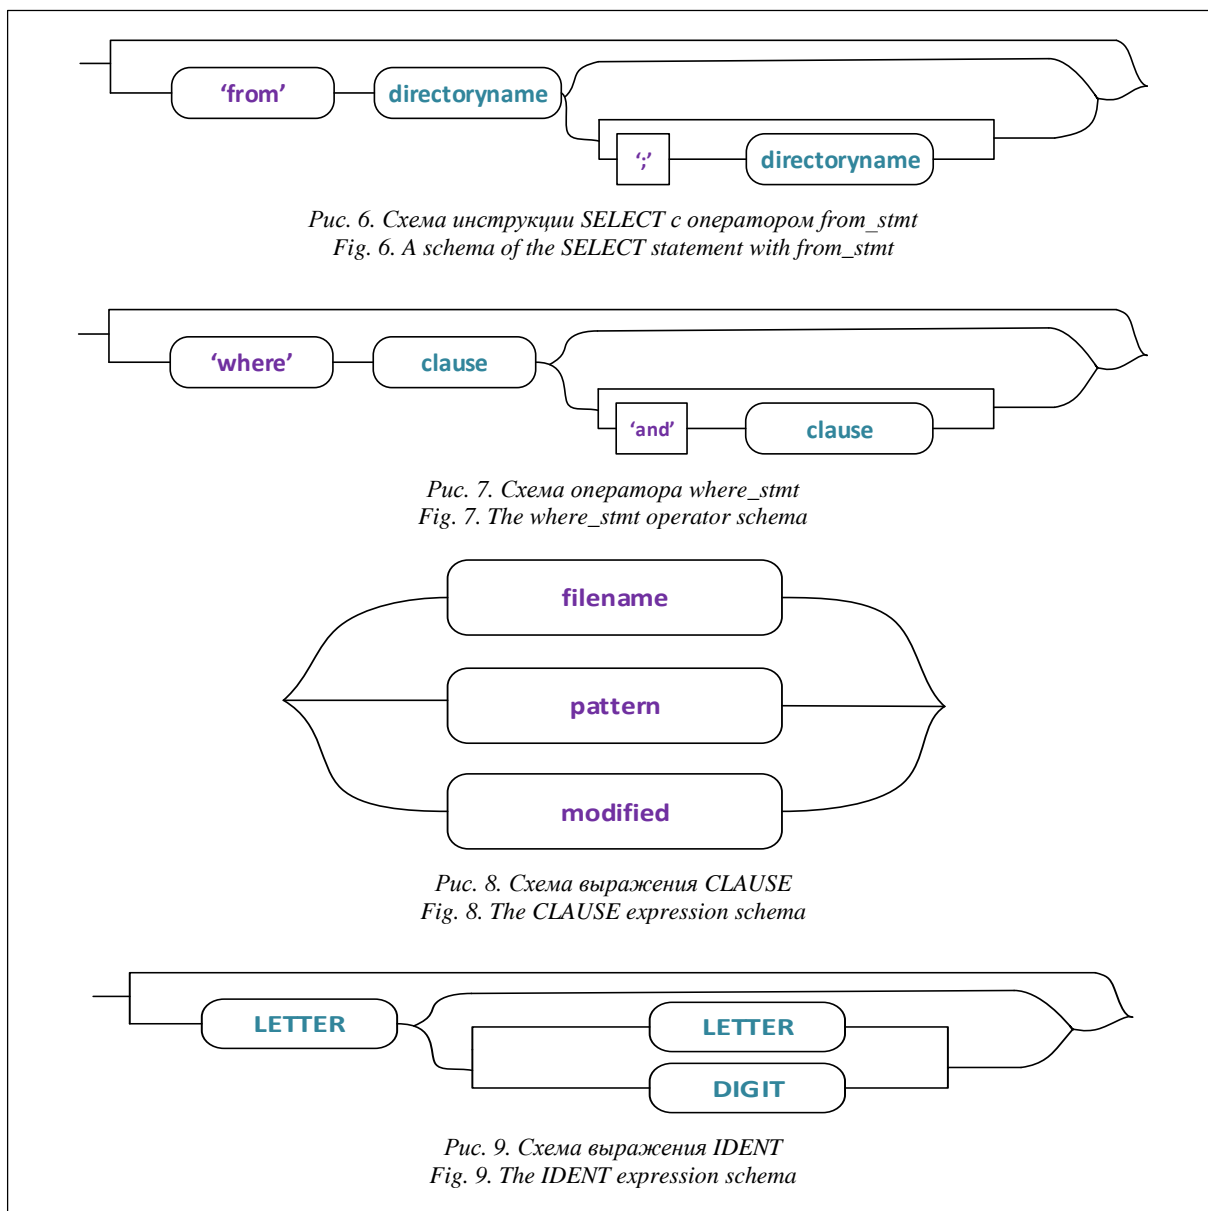 ‘from’ directoryname
‘;’ directoryname
Рис. 6. Схема инструкции SELECT с оператором from_stmt
Fig. 6. A schema of the SELECT statement with from_stmt
‘where’ clause
‘and’ clause
Рис. 7. Схема оператора where_stmt
Fig. 7. The where_stmt operator schema
filename
pattern
modified
Рис. 8. Схема выражения CLAUSE
Fig. 8. The CLAUSE expression schema
LETTER LETTER
DIGIT
Рис. 9. Схема выражения IDENT
Fig. 9. The IDENT expression schema